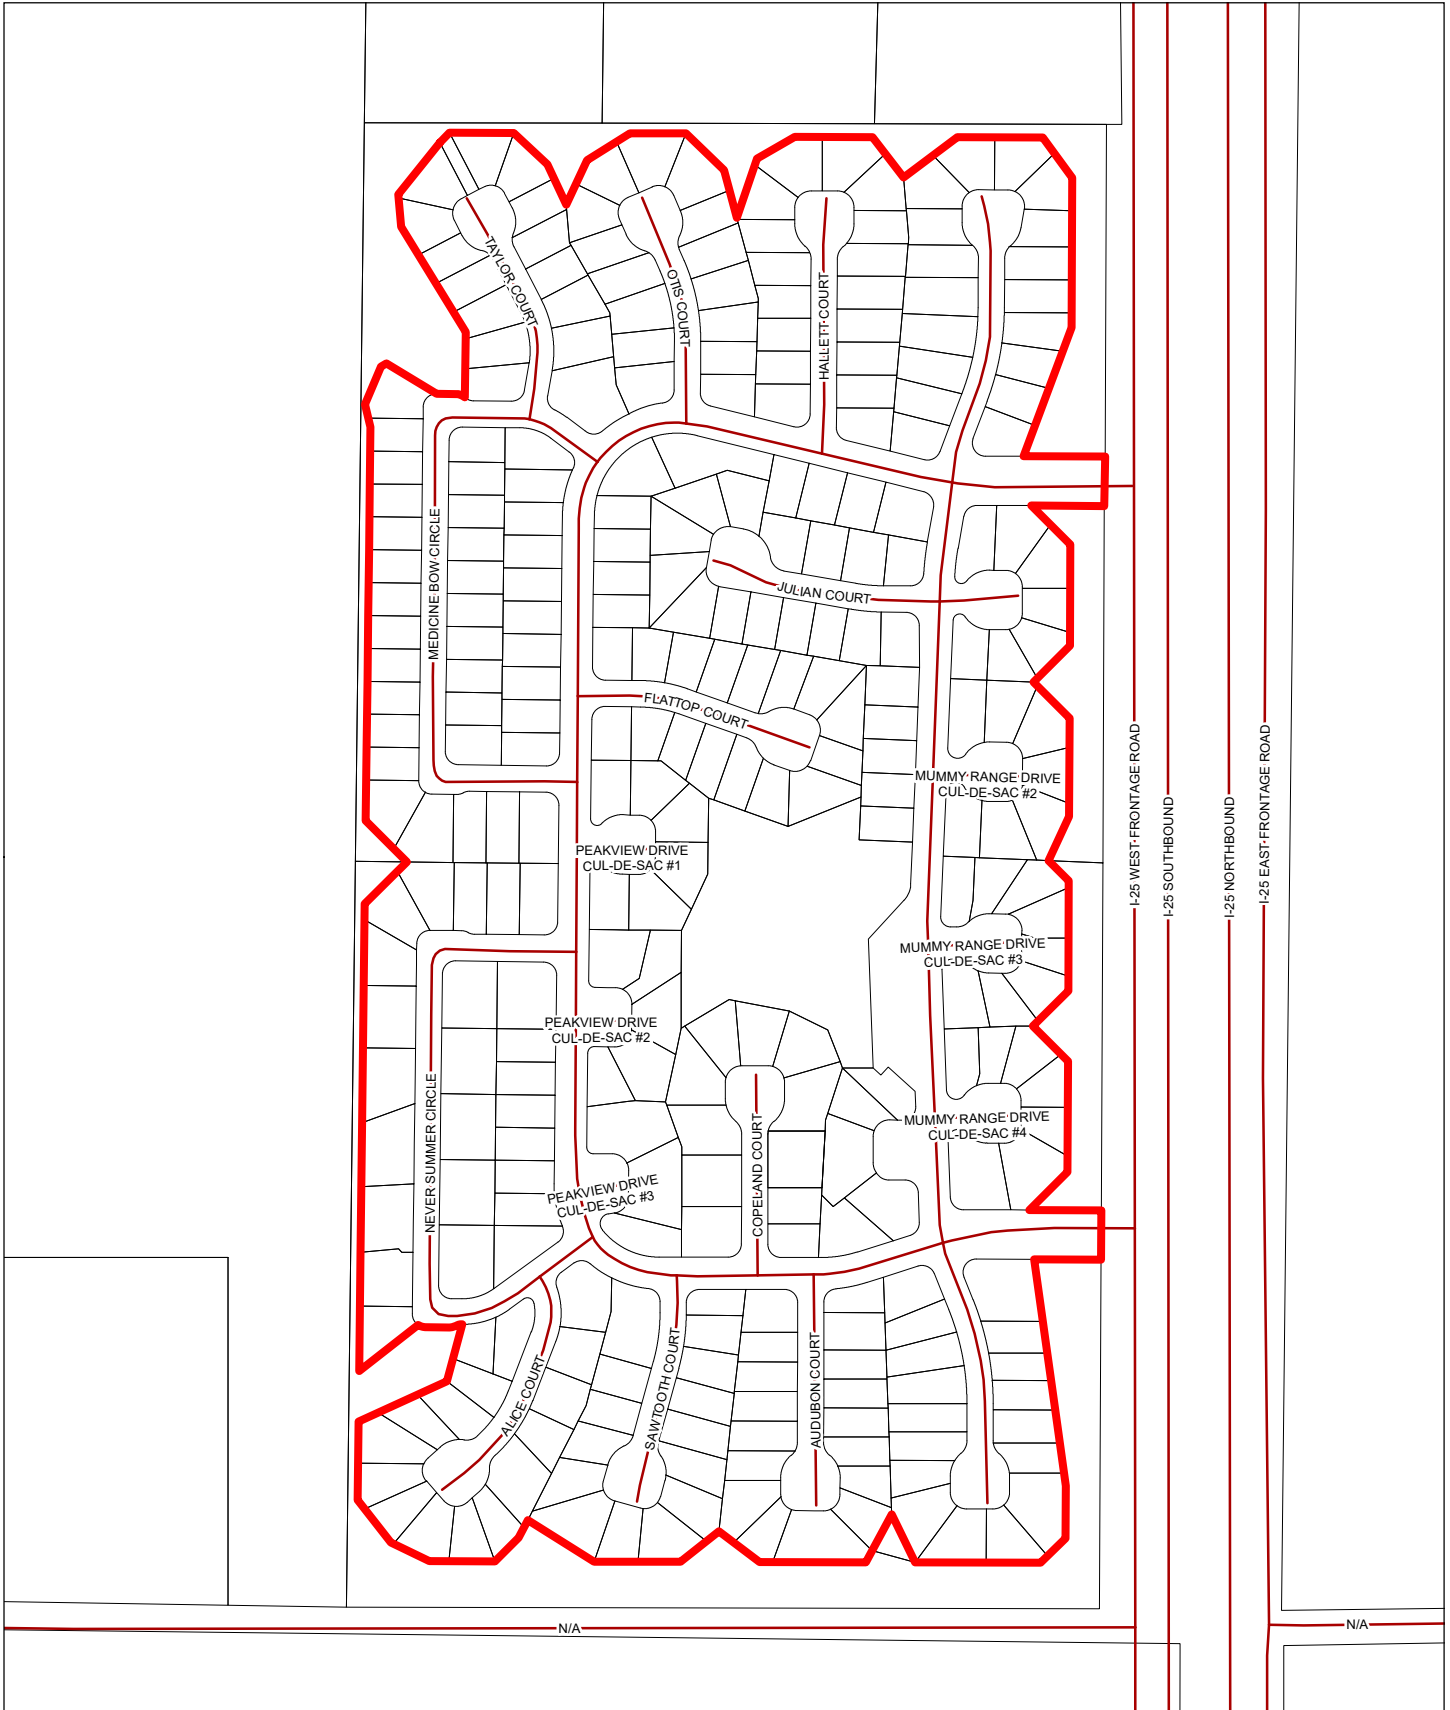 TAYLOR COURT
OTIS COURT
HALLETT COURT
MEDICINE BOW CIRCLE
JULIAN COURT
FLATTOP COURT
MUMMY RANGE DRIVE
CUL-DE-SAC #2
PEAKVIEW DRIVE
CUL-DE-SAC #1
I-25 WEST FRONTAGE ROAD
I-25 SOUTHBOUND
I-25 NORTHBOUND
I-25 EAST FRONTAGE ROAD
MUMMY RANGE DRIVE
CUL-DE-SAC #3
PEAKVIEW DRIVE
CUL-DE-SAC #2
MUMMY RANGE DRIVE
CUL-DE-SAC #4
NEVER SUMMER CIRCLE
COPELAND COURT
PEAKVIEW DRIVE
CUL-DE-SAC #3
ALICE COURT
SAWTOOTH COURT
AUDUBON COURT
N/A
N/A